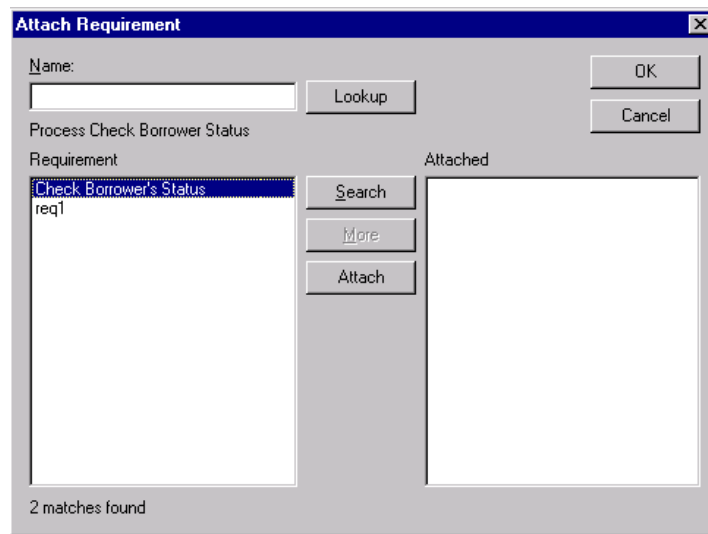 Attach Requirement
Name:
OK
Lookup
Cancel
Process Check Borrower Status
Requirement
Attached
Check Borrower's Status
Search
req1
More
Attach
2 matches found